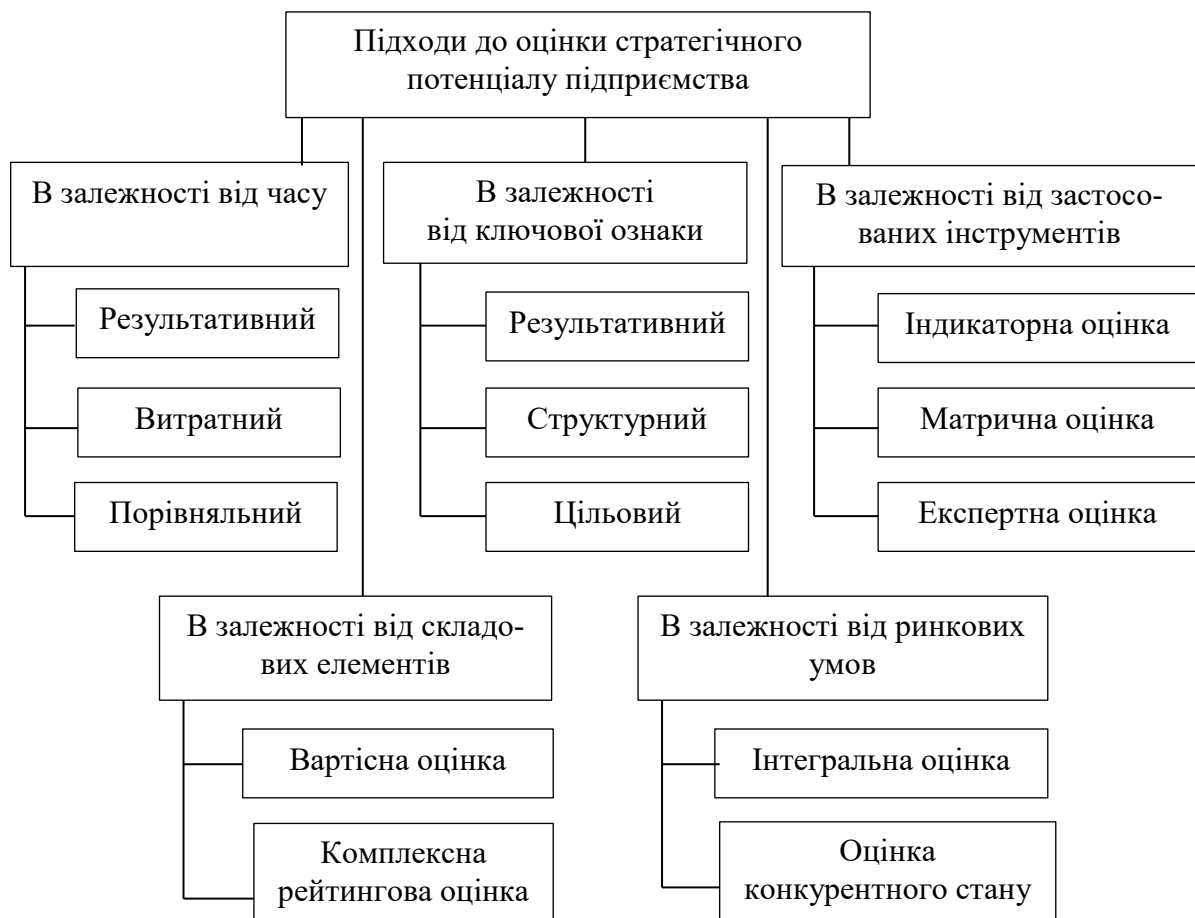 Підходи до оцінки стратегічного
потенціалу підприємства
В залежності від часу
Результативний
Витратний
Порівняльний
В залежності
від ключової ознаки
Результативний
Структурний
Цільовий
В залежності від застосо-
ваних інструментів
Індикаторна оцінка
Матрична оцінка
Експертна оцінка
В залежності від складо-
вих елементів
Вартісна оцінка
Комплексна
рейтингова оцінка
В залежності від ринкових
умов
Інтегральна оцінка
Оцінка
конкурентного стану